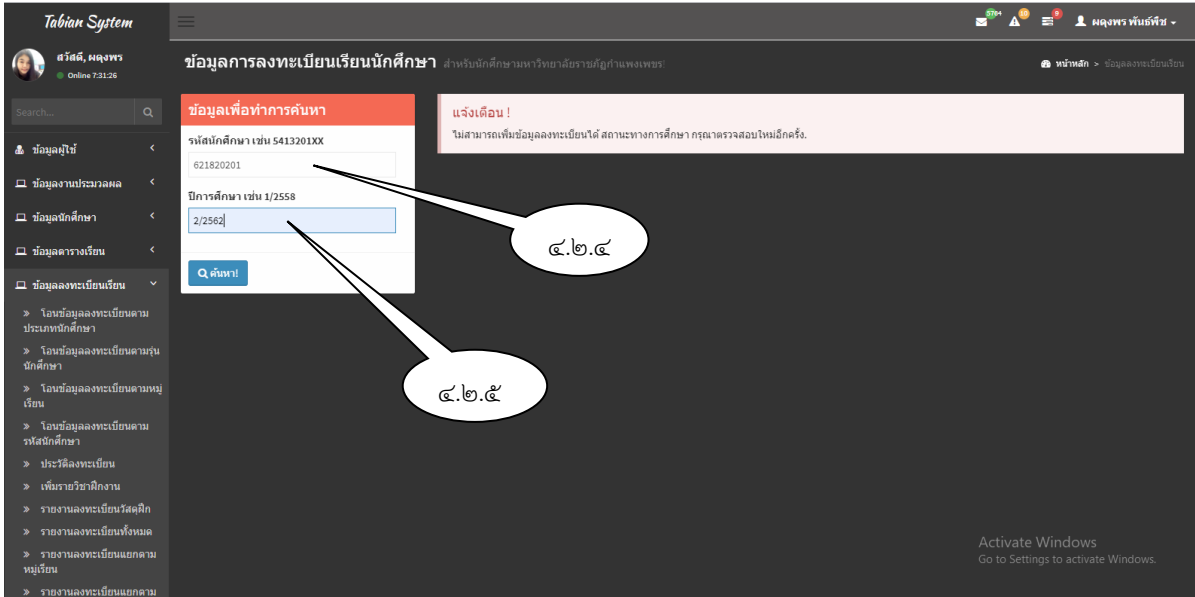 Tabian System
5704
10
9
ผดุงพร พันธ์พืช
สวัสดี, ผดุงพร
Online 7:31:26
ข้อมูลการลงทะเบียนเรียนนักศึกษา สำหรับนักศึกษามหาวิทยาลัยราชภัฏกำแพงเพชร!
หน้าหลัก > ข้อมูลลงทะเบียนเรียน
Search...
ข้อมูลผู้ใช้
ข้อมูลงานประมวลผล
ข้อมูลนักศึกษา
ข้อมูลตารางเรียน
ข้อมูลลงทะเบียนเรียน
» โอนข้อมูลลงทะเบียนตาม
ประเภทนักศึกษา
» โอนข้อมูลลงทะเบียนตามรุ่น
นักศึกษา
» โอนข้อมูลลงทะเบียนตามหมู่
เรียน
» โอนข้อมูลลงทะเบียนตาม
รหัสนักศึกษา
» ประวัติลงทะเบียน
» เพิ่มรายวิชาฝึกงาน
» รายงานลงทะเบียนวัสดุฝึก
» รายงานลงทะเบียนทั้งหมด
» รายงานลงทะเบียนแยกตาม
หมู่เรียน
» รายงานลงทะเบียนแยกตาม
ข้อมูลเพื่อทำการค้นหา
รหัสนักศึกษา เช่น 5413201XX
621820201
ปีการศึกษา เช่น 1/2558
2/2562
ค้นหา!
แจ้งเตือน !
ไม่สามารถเพิ่มข้อมูลลงทะเบียนได้ สถานะทางการศึกษา กรุณาตรวจสอบใหม่อีกครั้ง.
๔.๒.๔
๔.๒.๕
Activate Windows
Go to Settings to activate Windows.